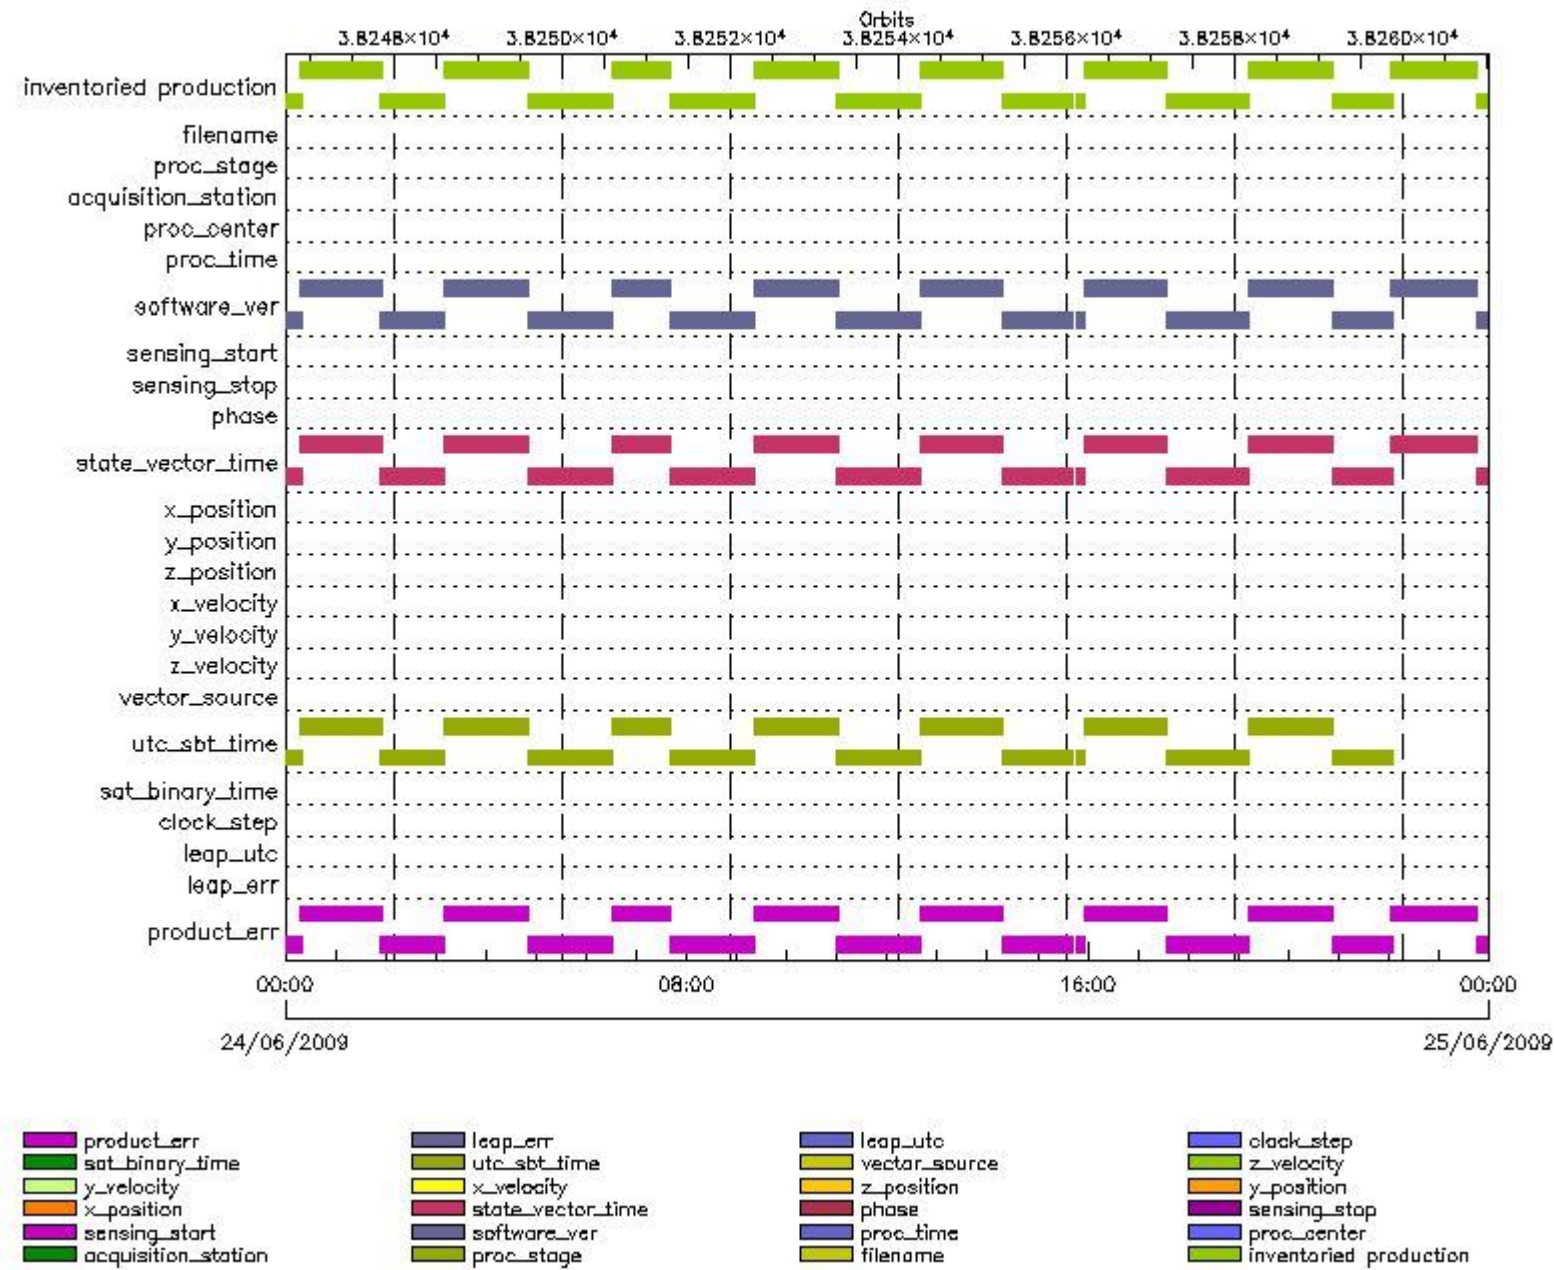 Orbits
3.8248×10⁴ 3.8250×10⁴ 3.8252×10⁴ 3.8254×10⁴ 3.8256×10⁴ 3.8258×10⁴ 3.8260×10⁴
inventoried production
filename
proc_stage
acquisition_station
proc_center
proc_time
software_ver
sensing_start
sensing_stop
phase
state_vector_time
x_position
y_position
z_position
x_velocity
y_velocity
z_velocity
vector_source
utc_sbt_time
sat_binary_time
clock_step
leap_utc
leap_err
product_err
00:00 08:00 16:00 00:00
24/06/2009 25/06/2009
product_err leap_err leap_utc clock_step
sat_binary_time utc_sbt_time vector_source z_velocity
y_velocity x_velocity z_position y_position
x_position state_vector_time phase sensing_stop
sensing_start software_ver proc_time proc_center
acquisition_station proc_stage filename inventoried production